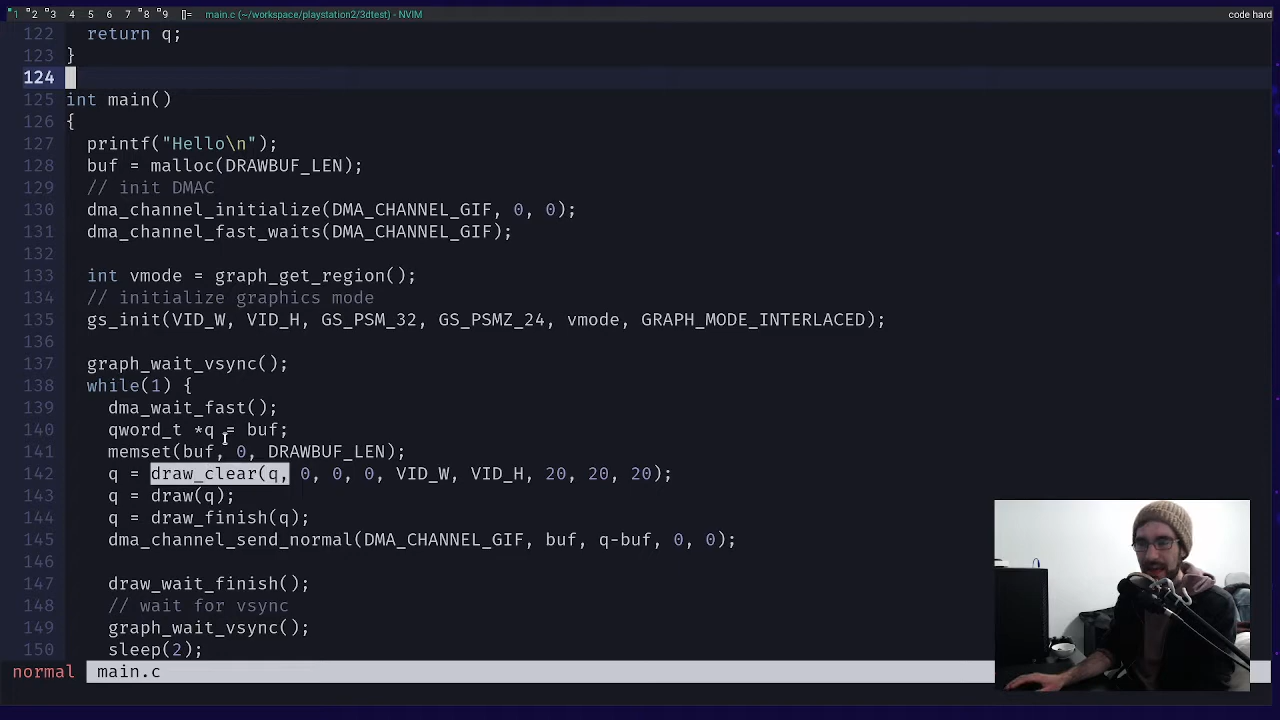 1 2 3 4 5 6 7 8 9 []= main.c (~/workspace/playstation2/3dtest) - NVIM code hard
122 return q;
123 }
124
125 int main()
126 {
127 printf("Hello\n");
128 buf = malloc(DRAWBUF_LEN);
129 // init DMAC
130 dma_channel_initialize(DMA_CHANNEL_GIF, 0, 0);
131 dma_channel_fast_waits(DMA_CHANNEL_GIF);
132
133 int vmode = graph_get_region();
134 // initialize graphics mode
135 gs_init(VID_W, VID_H, GS_PSM_32, GS_PSMZ_24, vmode, GRAPH_MODE_INTERLACED);
136
137 graph_wait_vsync();
138 while(1) {
139 dma_wait_fast();
140 qword_t *q = buf;
141 memset(buf, 0, DRAWBUF_LEN);
142 q = draw_clear(q, 0, 0, 0, VID_W, VID_H, 20, 20, 20);
143 q = draw(q);
144 q = draw_finish(q);
145 dma_channel_send_normal(DMA_CHANNEL_GIF, buf, q-buf, 0, 0);
146
147 draw_wait_finish();
148 // wait for vsync
149 graph_wait_vsync();
150 sleep(2);
normal main.c